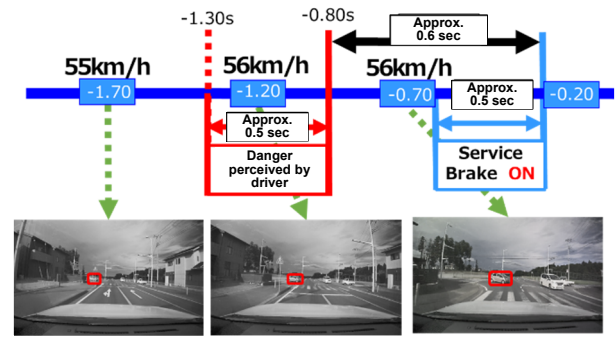 -1.30s
-0.80s
Approx.
0.6 sec
55km/h
56km/h
56km/h
-1.70
-1.20
-0.70
Approx.
0.5 sec
-0.20
Approx.
0.5 sec
Danger
perceived by
driver
Service
Brake ON